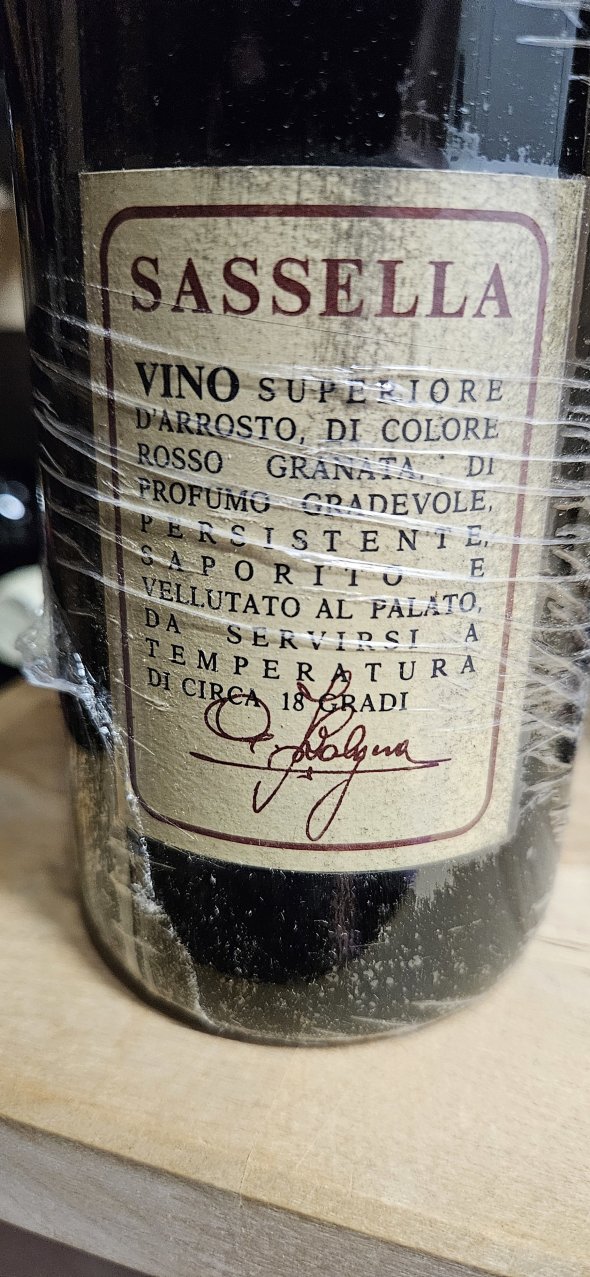 SASSELLA
VINO SUPERIORE
D'ARROSTO, DI COLORE
ROSSO GRANATA, DI
PROFUMO GRADEVOLE,
PERSISTENTE,
SAPORITO E
VELLUTATO AL PALATO,
DA SERVIRSI A
TEMPERATURA
DI CIRCA 18 GRADI